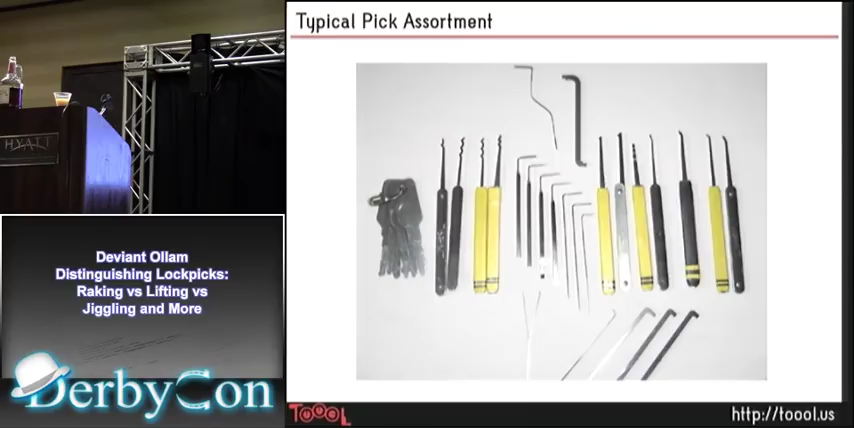 Typical Pick Assortment
HYATT
Deviant Ollam
Distinguishing Lockpicks:
Raking vs Lifting vs
Jiggling and More
DerbyCon
TOOOL
http://toool.us